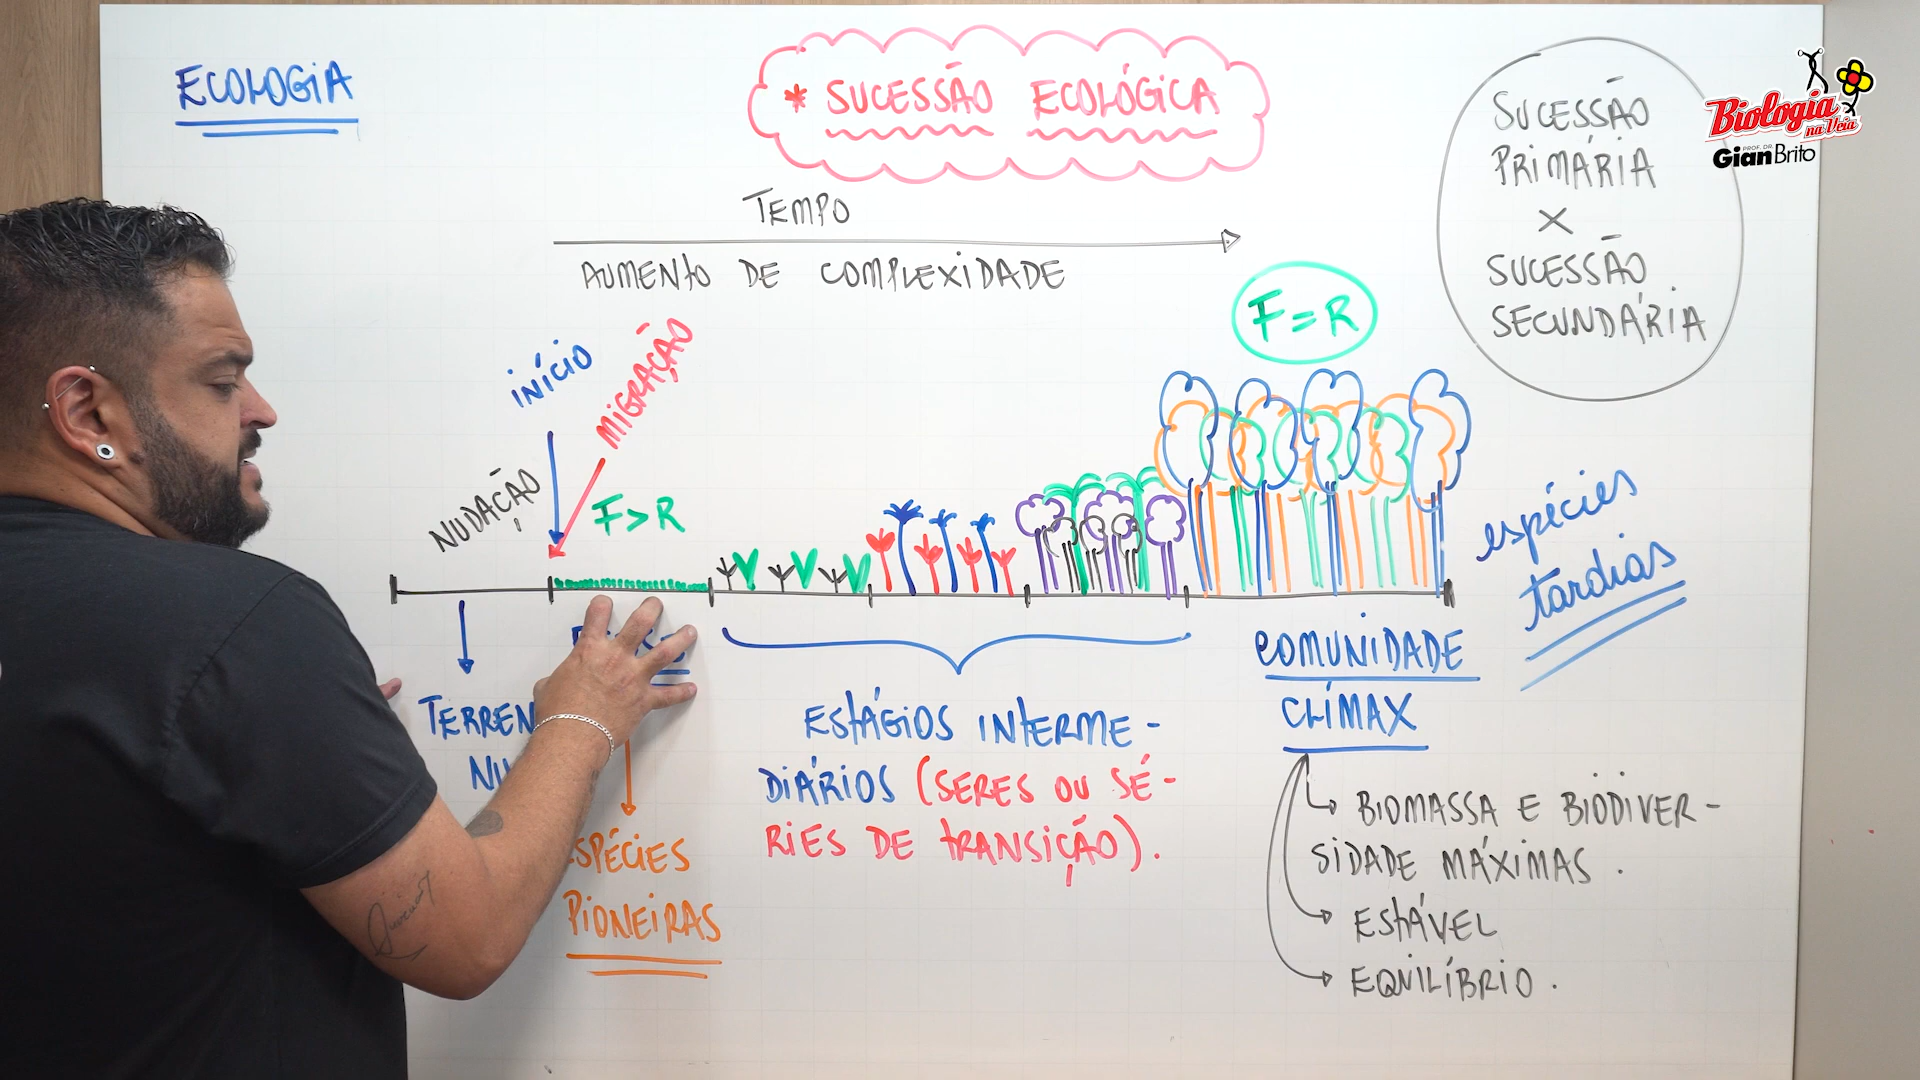 ECOLOGIA
* SUCESSÃO ECOLÓGICA
TEMPO
AUMENTO DE COMPLEXIDADE
SUCESSÃO
PRIMÁRIA
X
SUCESSÃO
SECUNDÁRIA
Biologia
na Veia
PROF. DR.
Gian Brito
F=R
INÍCIO
MIGRAÇÃO
NUDAÇÃO
F>R
espécies
tardias
TERREN
NU
ESPÉCIES
PIONEIRAS
ESTÁGIOS INTERME-
DIÁRIOS (SERES OU SÉ-
RIES DE TRANSIÇÃO).
COMUNIDADE
CLÍMAX
BIOMASSA E BIODIVER-
SIDADE MÁXIMAS.
ESTÁVEL
EQUILÍBRIO.